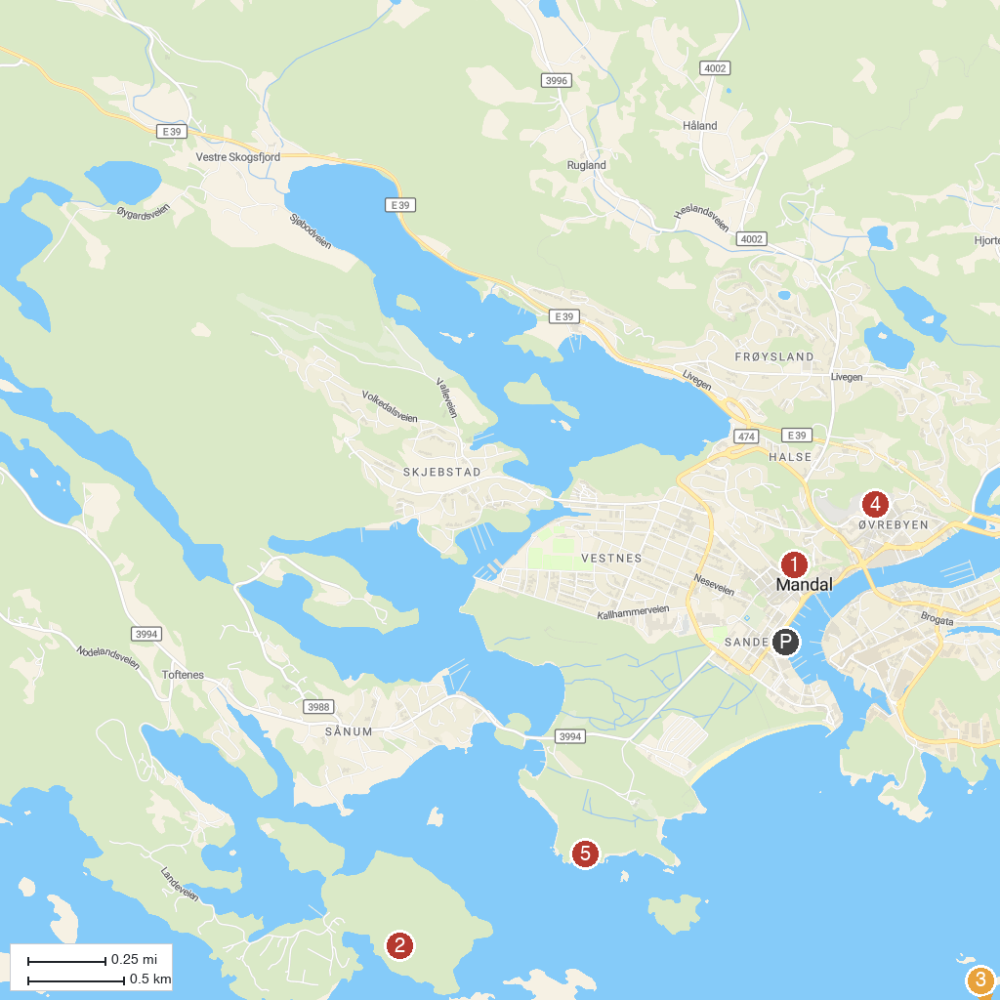 3996
4002
Håland
E 39
Vestre Skogsfjord
Rugland
Øygardsveien
E 39
Heslandsveien
Sjøbodveien
4002
Hjorte
E 39
FRØYSLAND
Livegen
Livegen
Valleveien
Volkedalsveien
474
E 39
HALSE
SKJEBSTAD
4
ØVREBYEN
VESTNES
1
Mandal
Neseveien
Kallhammerveien
Brogata
3994
SANDE
P
Nodelandsveien
Toftenes
3988
SÅNUM
3994
5
Landeveien
2
0.25 mi
0.5 km
3